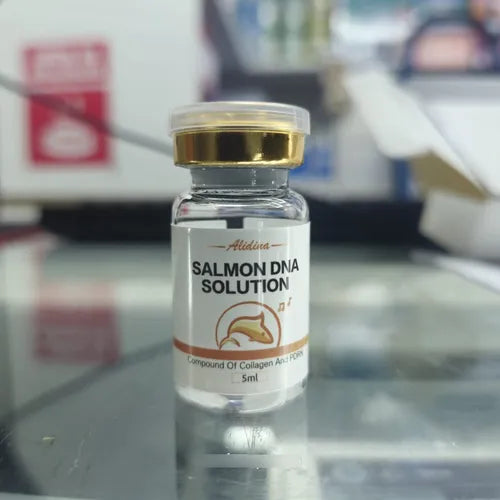 Alidina
SALMON DNA
SOLUTION
Compound Of Collagen And PDRN
5ml